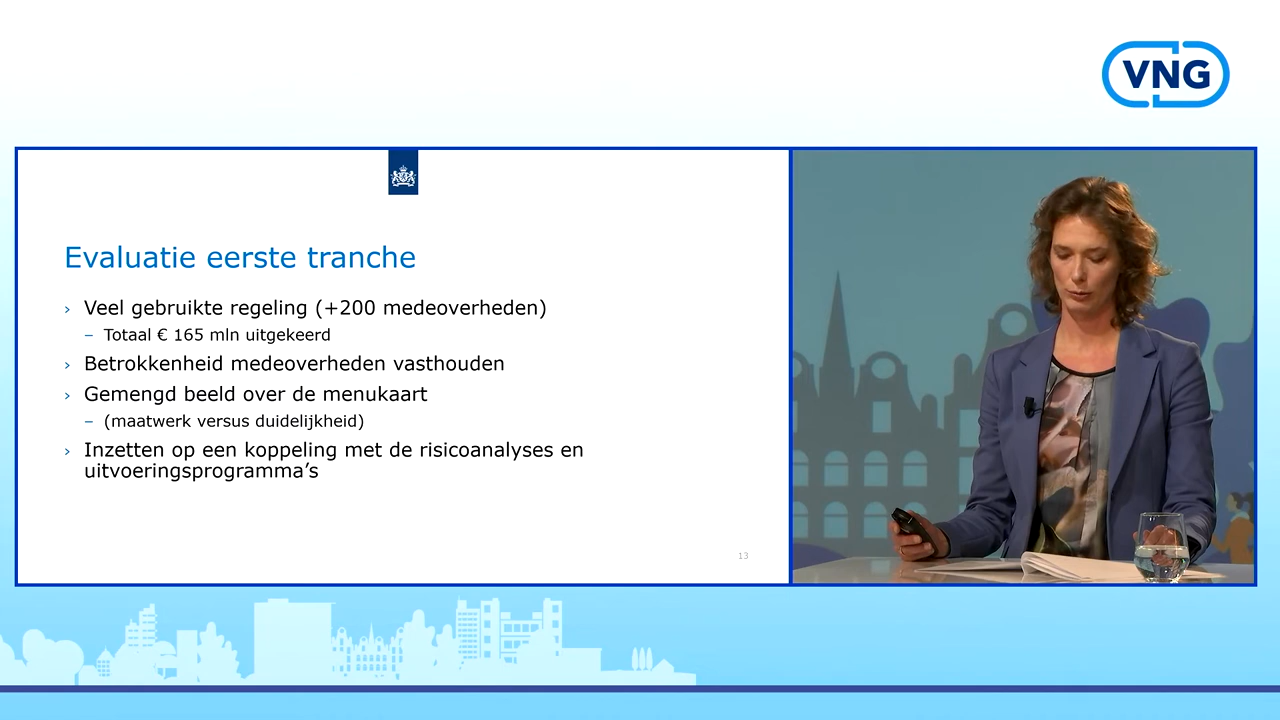 VNG
Evaluatie eerste tranche
› Veel gebruikte regeling (+200 medeoverheden)
– Totaal € 165 mln uitgekeerd
› Betrokkenheid medeoverheden vasthouden
› Gemengd beeld over de menukaart
– (maatwerk versus duidelijkheid)
› Inzetten op een koppeling met de risicoanalyses en
uitvoeringsprogramma’s
13